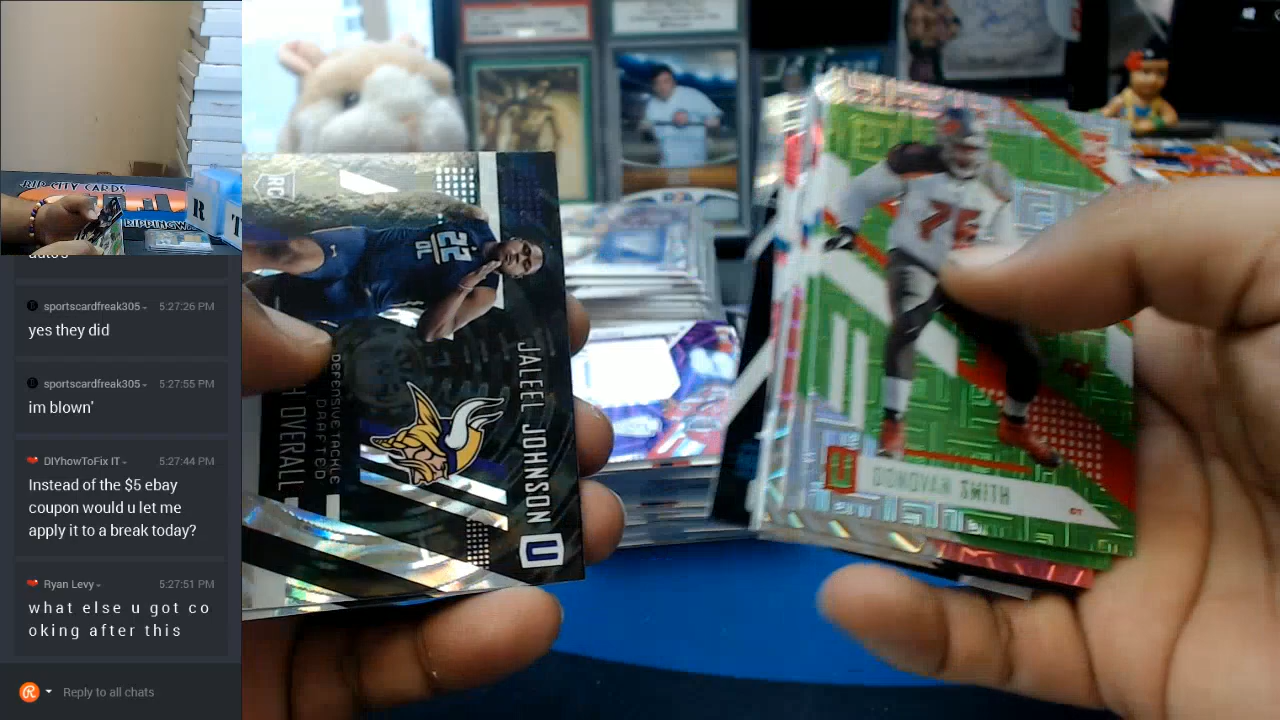 RIP CITY CARDS
RIPPINGW
R
T
sportscardfreak305 5:27:26 PM
yes they did
sportscardfreak305 5:27:55 PM
im blown'
DIYhowToFix IT 5:27:44 PM
Instead of the $5 ebay
coupon would u let me
apply it to a break today?
Ryan Levy 5:27:51 PM
what else u got co
oking after this
Reply to all chats
RC
22
DL
JALEEL JOHNSON
DEFENSIVE TACKLE
DRAFTED
H OVERALL
U
76
DONOVAN SMITH
OT